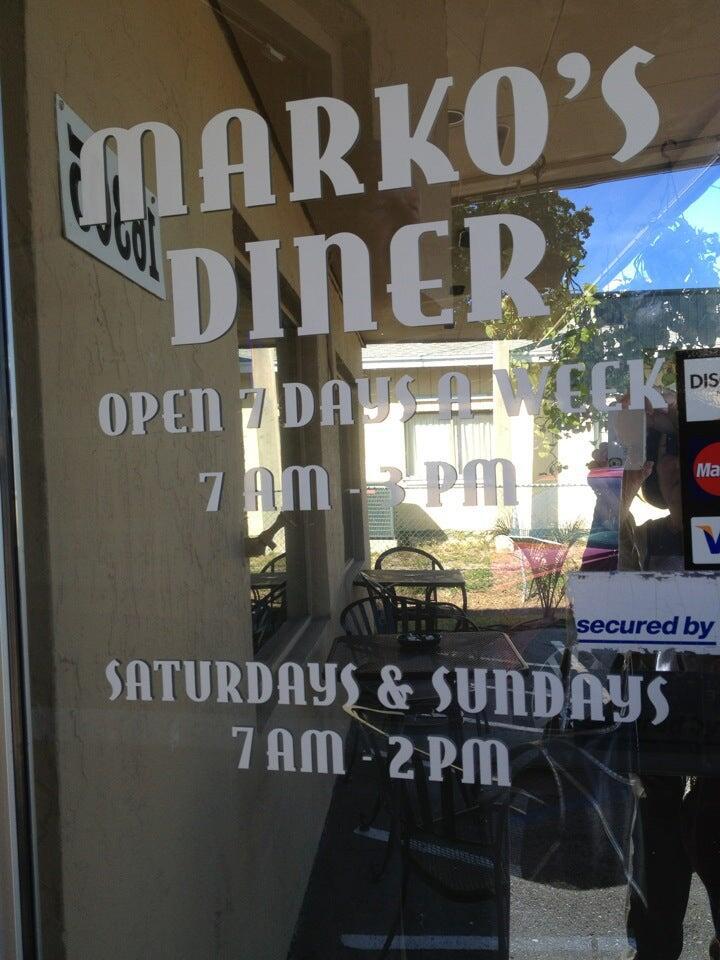 MARKO'S
DINER
OPEN 7 DAYS A WEEK
7 AM - 3 PM
secured by
SATURDAYS & SUNDAYS
7 AM - 2 PM